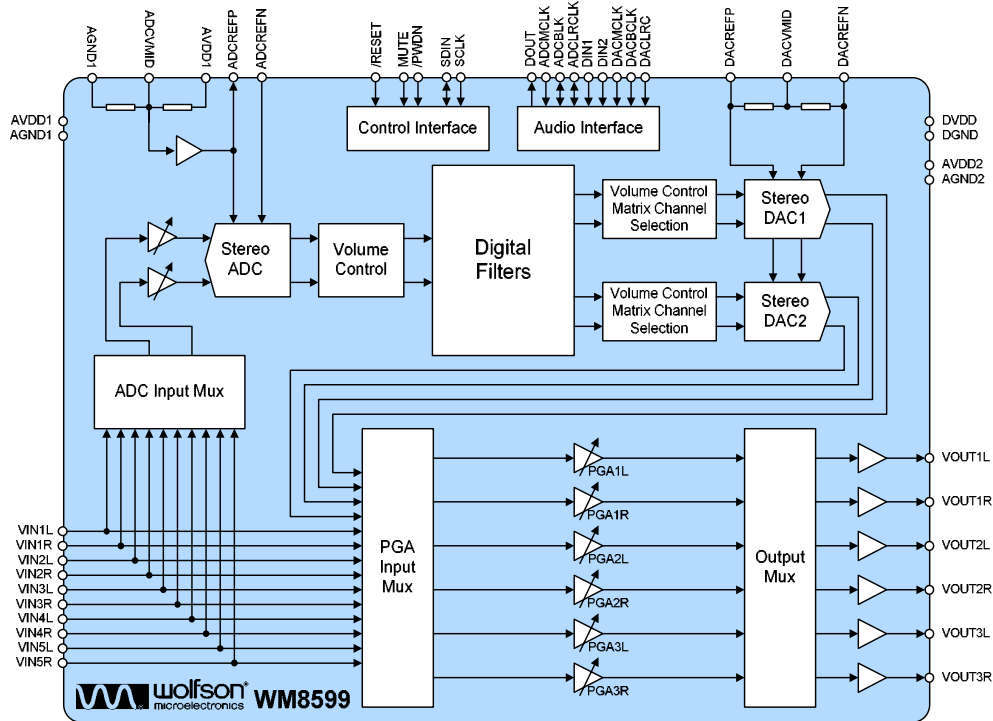 AGND1
ADCVMID
AVDD1
ADCREFP
ADCREFN
/RESET
MUTE
/PWDN
SDIN
SCLK
DOUT
ADCMCLK
ADCBLK
ADCLRCLK
DIN1
DIN2
DACMCLK
DACBCLK
DACLRC
DACREFP
DACVMID
DACREFN
AVDD1
AGND1
Control Interface
Audio Interface
DVDD
DGND
AVDD2
AGND2
Stereo
ADC
Volume
Control
Digital
Filters
Volume Control
Matrix Channel
Selection
Stereo
DAC1
Volume Control
Matrix Channel
Selection
Stereo
DAC2
ADC Input Mux
VIN1L
VIN1R
VIN2L
VIN2R
VIN3L
VIN3R
VIN4L
VIN4R
VIN5L
VIN5R
PGA
Input
Mux
PGA1L
PGA1R
PGA2L
PGA2R
PGA3L
PGA3R
Output
Mux
VOUT1L
VOUT1R
VOUT2L
VOUT2R
VOUT3L
VOUT3R
wolfson®
microelectronics
WM8599